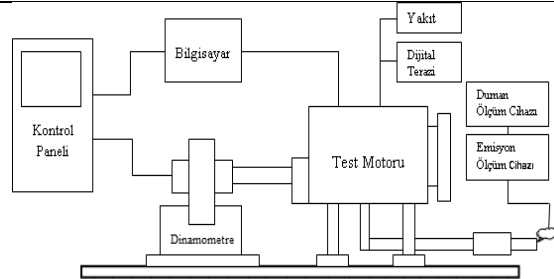 Yakıt
Bilgisayar
Dijital
Terazi
Kontrol
Paneli
Duman
Ölçüm Cihazı
Emisyon
Ölçüm Cihazı
Test Motoru
Dinamometre